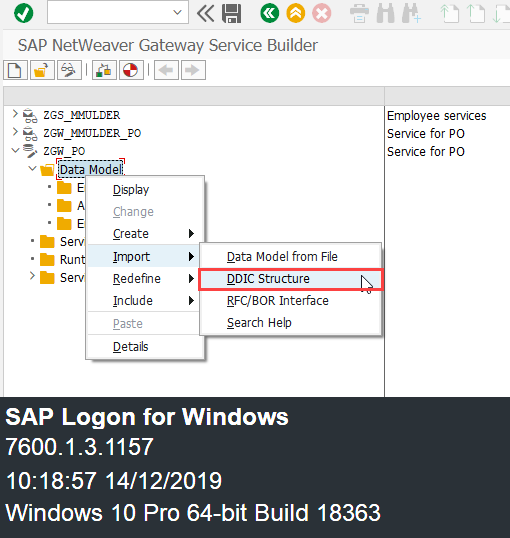 SAP NetWeaver Gateway Service Builder
ZGS_MMULDER Employee services
ZGW_MMULDER_PO Service for PO
ZGW_PO Service for PO
Data Model
Display
Change
Create
Import
Data Model from File
Redefine
DDIC Structure
Include
RFC/BOR Interface
Paste
Search Help
Details
SAP Logon for Windows
7600.1.3.1157
10:18:57 14/12/2019
Windows 10 Pro 64-bit Build 18363